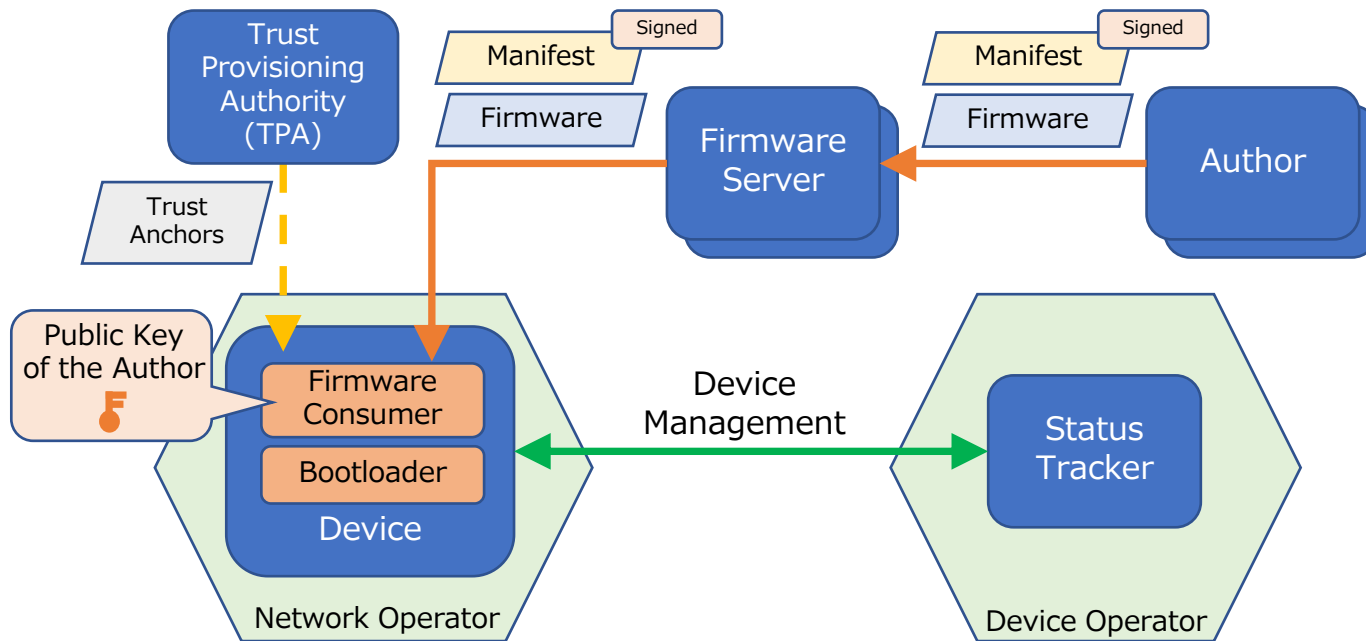 Trust
Provisioning
Authority
(TPA)
Signed
Manifest
Firmware
Firmware
Server
Signed
Manifest
Firmware
Author
Trust
Anchors
Public Key
of the Author
Firmware
Consumer
Bootloader
Device
Network Operator
Device
Management
Status
Tracker
Device Operator